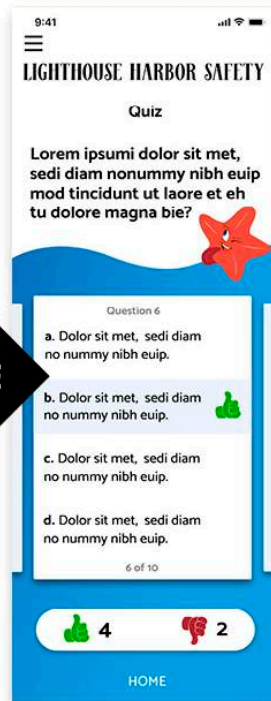 9:41
LIGHTHOUSE HARBOR SAFETY
Quiz
Lorem ipsumi dolor sit met,
sedi diam nonummy nibh euip
mod tincidunt ut laore et eh
tu dolore magna bie?
Question 6
a. Dolor sit met, sedi diam
no nummy nibh euip.
b. Dolor sit met, sedi diam
no nummy nibh euip.
c. Dolor sit met, sedi diam
no nummy nibh euip.
d. Dolor sit met, sedi diam
no nummy nibh euip.
6 of 10
4 2
HOME